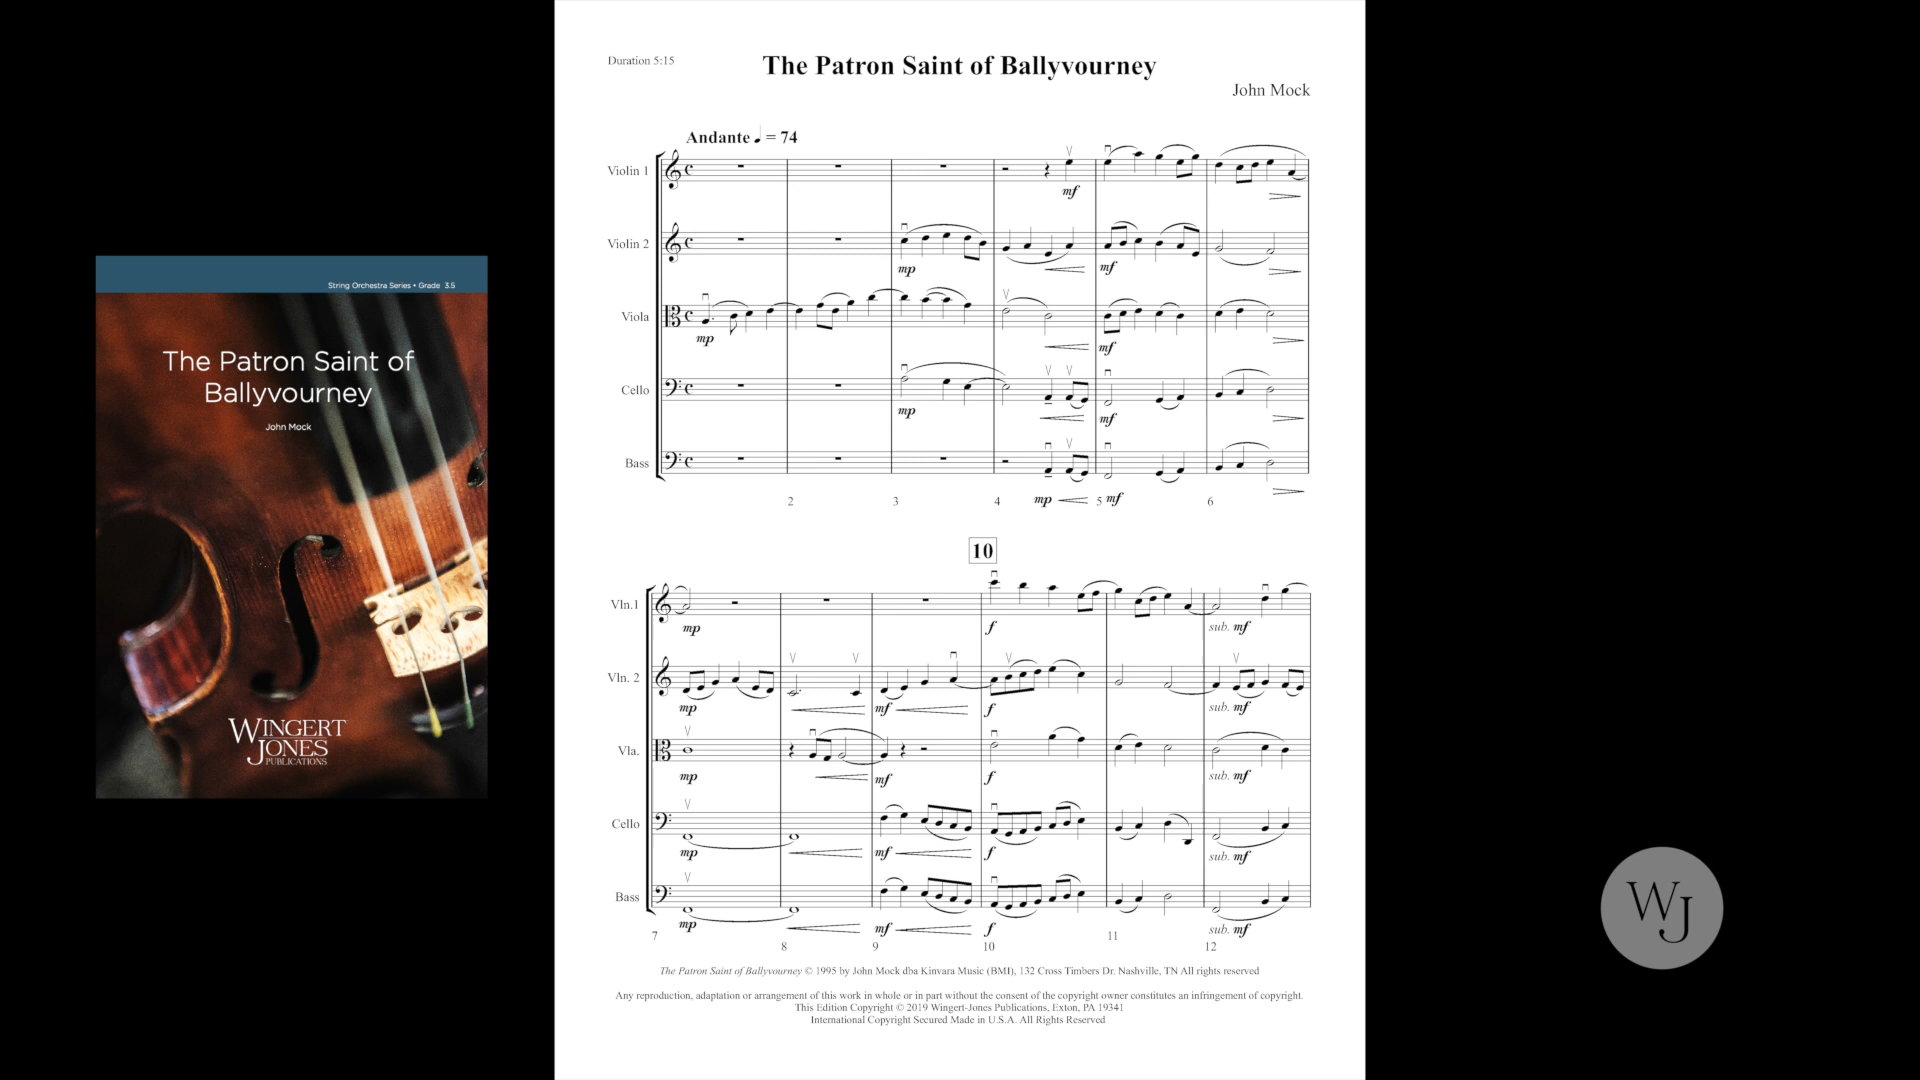 String Orchestra Series • Grade 3.5
The Patron Saint of
Ballyvourney
John Mock
WINGERT
JONES
PUBLICATIONS
Duration 5:15
The Patron Saint of Ballyvourney
John Mock
Andante ♩ = 74
Violin 1
mf
Violin 2
mp mf
Viola
mp mf
Cello
mp mf
Bass
mp mf
2 3 4 5 6
10
Vln.1
mp f sub. mf
Vln. 2
mp mf f sub. mf
Vla.
mp mf f sub. mf
Cello
mp mf f sub. mf
Bass
mp mf f sub. mf
7 8 9 10 11 12
The Patron Saint of Ballyvourney © 1995 by John Mock dba Kinvara Music (BMI), 132 Cross Timbers Dr. Nashville, TN All rights reserved
Any reproduction, adaptation or arrangement of this work in whole or in part without the consent of the copyright owner constitutes an infringement of copyright.
This Edition Copyright © 2019 Wingert-Jones Publications, Exton, PA 19341
International Copyright Secured Made in U.S.A. All Rights Reserved
WJ